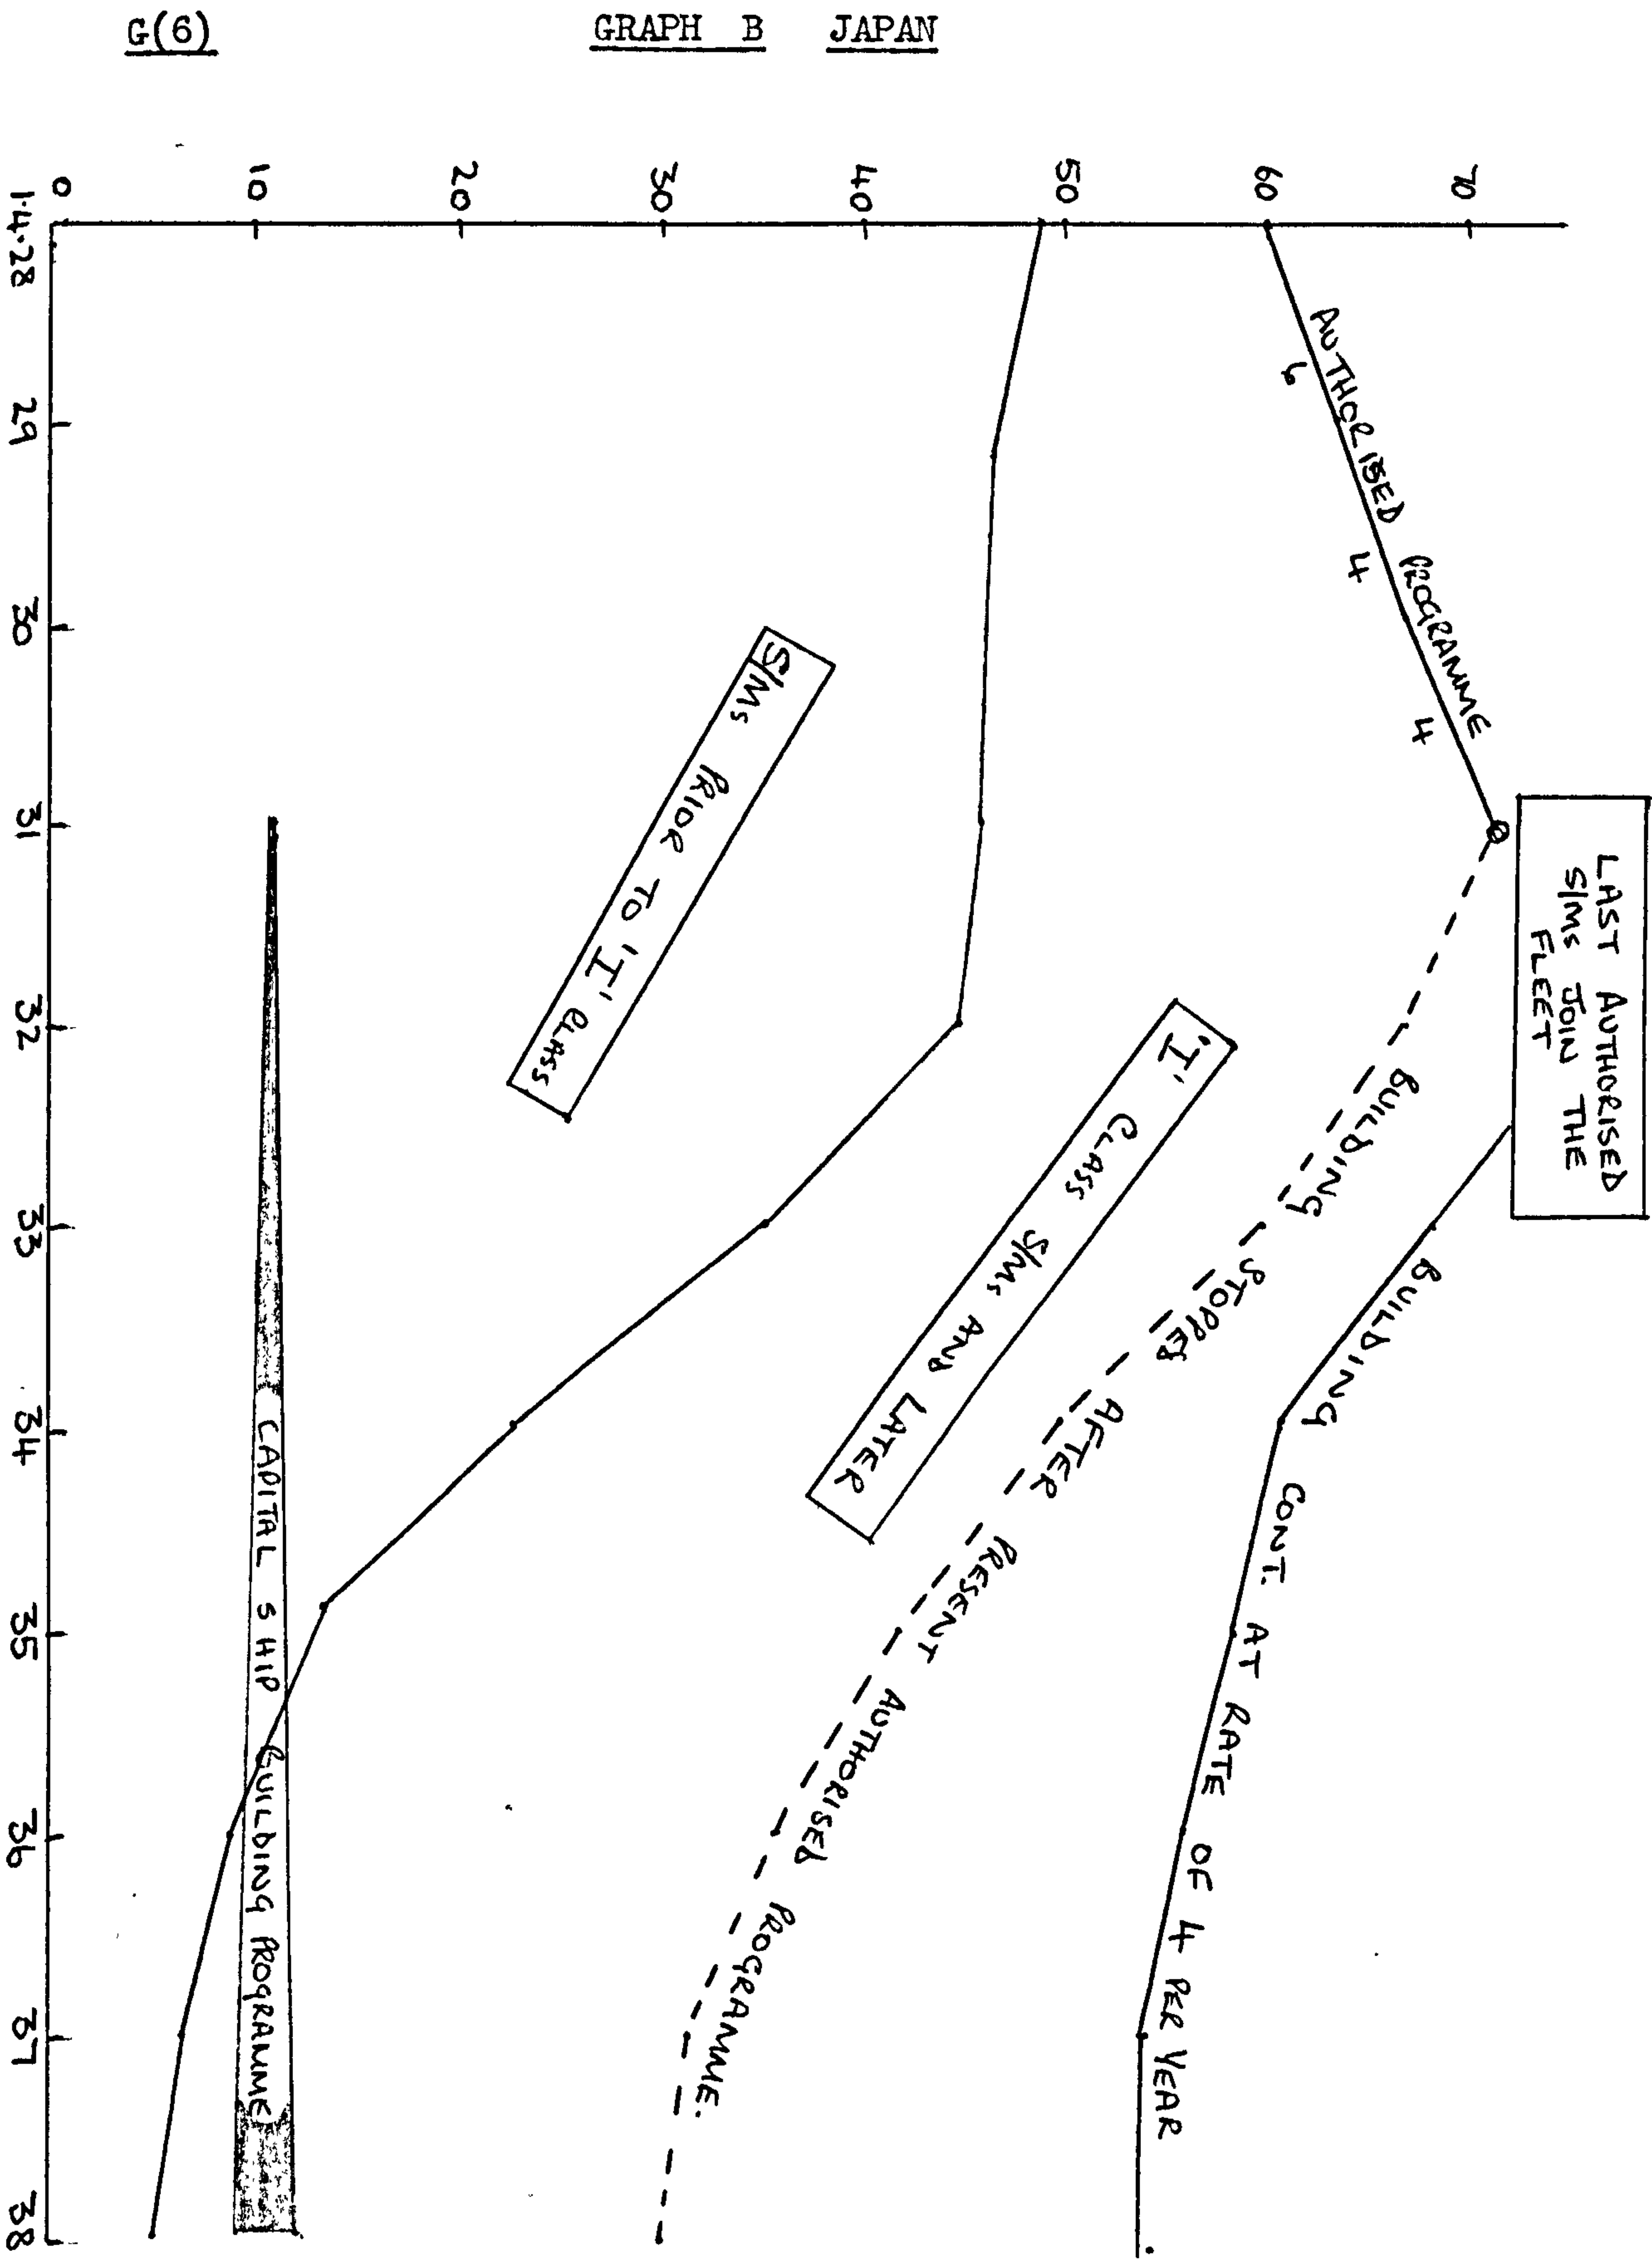 G(6)
GRAPH B JAPAN
70
60
50
40
30
20
10
0
1·4·28
29
30
31
32
33
34
35
36
37
38
AUTHORISED PROGRAMME
6
4
4
LAST AUTHORISED
S/Ms JOIN THE
FLEET
BUILDING CONT. AT RATE OF 4 PER YEAR
BUILDING STOPPED AFTER PRESENT AUTHORISED PROGRAMME.
'I' CLASS S/Ms AND LATER
S/Ms PRIOR TO 'I' CLASS
CAPITAL SHIP BUILDING PROGRAMME